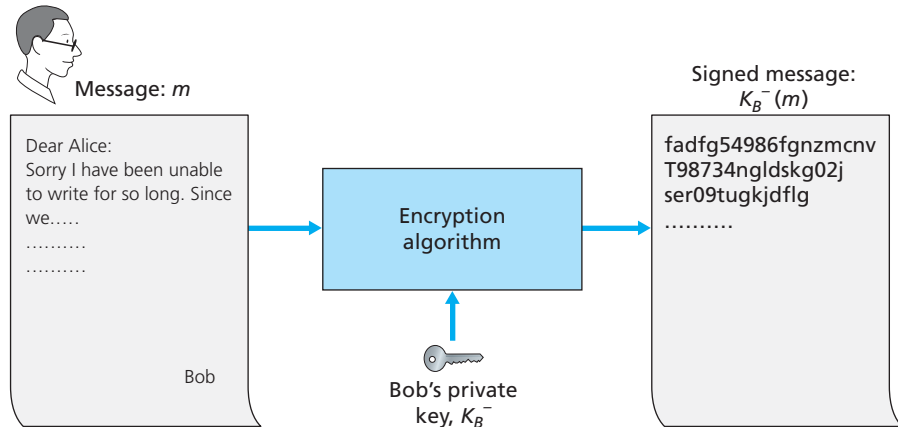 Message: m
Signed message:
K_B^- (m)
Dear Alice:
Sorry I have been unable
to write for so long. Since
we.....
..........
..........
Bob
Encryption
algorithm
Bob's private
key, K_B^-
fadfg54986fgnzmcnv
T98734ngldskg02j
ser09tugkjdflg
..........